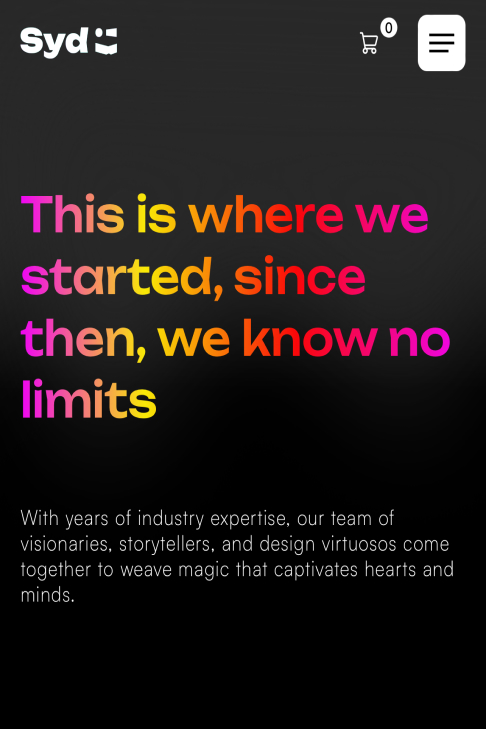 Syd
0
This is where we
started, since
then, we know no
limits
With years of industry expertise, our team of
visionaries, storytellers, and design virtuosos come
together to weave magic that captivates hearts and
minds.